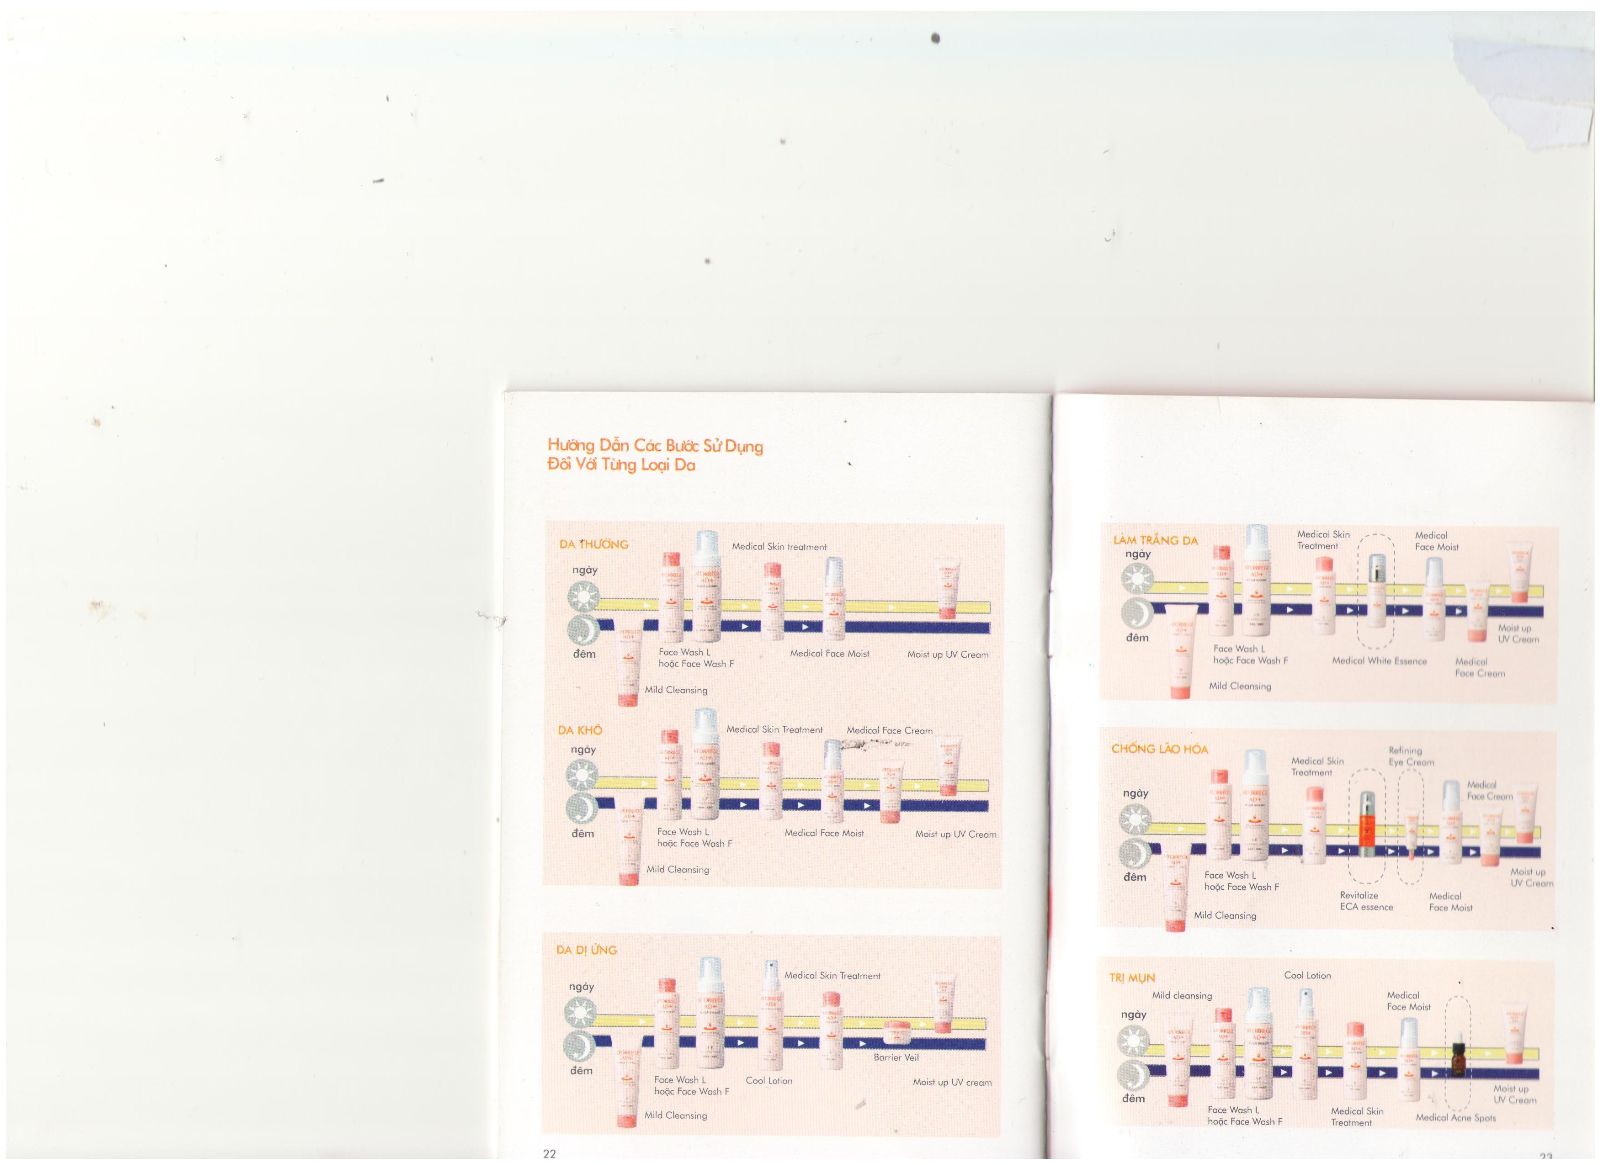 Hướng Dẫn Các Bước Sử Dụng
Đối Với Từng Loại Da
DA THƯỜNG
ngày
đêm
Medical Skin treatment
Face Wash L
hoặc Face Wash F
Medical Face Moist
Moist up UV Cream
Mild Cleansing
DA KHÔ
ngày
đêm
Medical Skin Treatment
Medical Face Cream
Face Wash L
hoặc Face Wash F
Medical Face Moist
Moist up UV Cream
Mild Cleansing
DA DỊ ỨNG
ngày
đêm
Medical Skin Treatment
Barrier Veil
Face Wash L
hoặc Face Wash F
Cool Lotion
Moist up UV cream
Mild Cleansing
22
LÀM TRẮNG DA
ngày
đêm
Medical Skin
Treatment
Medical
Face Moist
Moist up
UV Cream
Face Wash L
hoặc Face Wash F
Medical White Essence
Medical
Face Cream
Mild Cleansing
CHỐNG LÃO HÓA
ngày
đêm
Medical Skin
Treatment
Refining
Eye Cream
Medical
Face Cream
Moist up
UV Cream
Face Wash L
hoặc Face Wash F
Revitalize
ECA essence
Medical
Face Moist
Mild Cleansing
TRỊ MỤN
ngày
đêm
Mild cleansing
Cool Lotion
Medical
Face Moist
Moist up
UV Cream
Face Wash L
hoặc Face Wash F
Medical Skin
Treatment
Medical Acne Spots
23